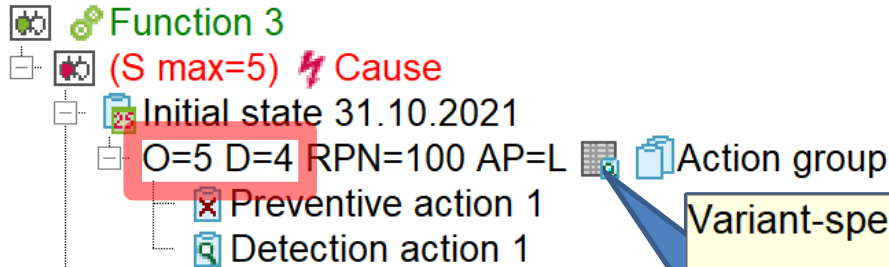 Function 3
(S max=5) Cause
Initial state 31.10.2021
O=5 D=4 RPN=100 AP=L Action group
Preventive action 1
Variant-spe
Detection action 1